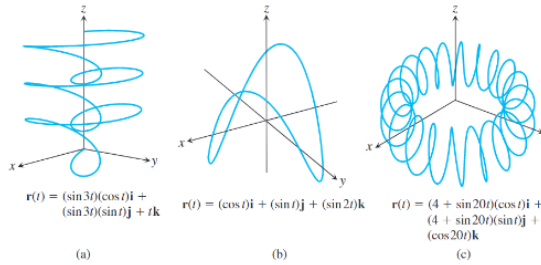 z
z
z
x
y
x
y
x
r(t) = (sin 3t)(cos t)i +
(sin 3t)(sin t)j + tk
r(t) = (cos t)i + (sin t)j + (sin 2t)k
r(t) = (4 + sin 20t)(cos t)i +
(4 + sin 20t)(sin t)j +
(cos 20t)k
(a)
(b)
(c)